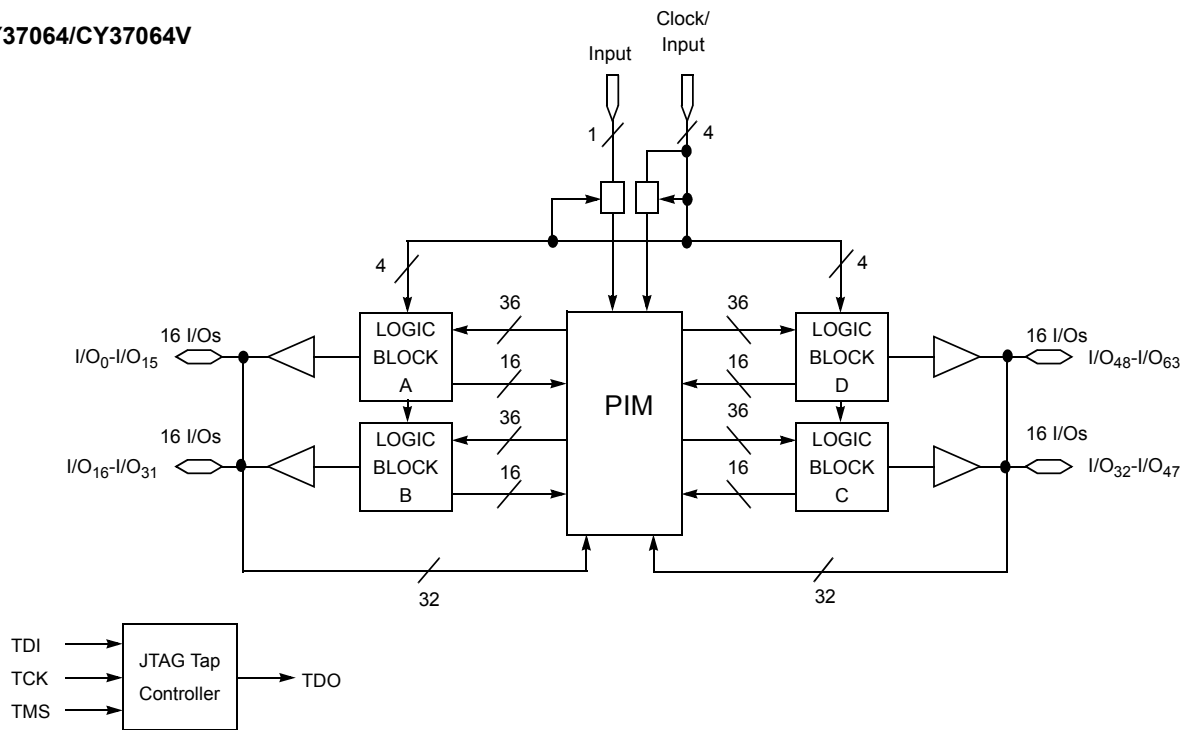 Y37064/CY37064V
Clock/
Input
Input
1
4
4
4
36
36
16 I/Os
LOGIC
BLOCK
A
LOGIC
BLOCK
D
16 I/Os
I/O0-I/O15
I/O48-I/O63
16
16
PIM
36
36
16 I/Os
LOGIC
BLOCK
B
LOGIC
BLOCK
C
16 I/Os
I/O16-I/O31
I/O32-I/O47
16
16
32
32
TDI
TCK
TMS
JTAG Tap
Controller
TDO